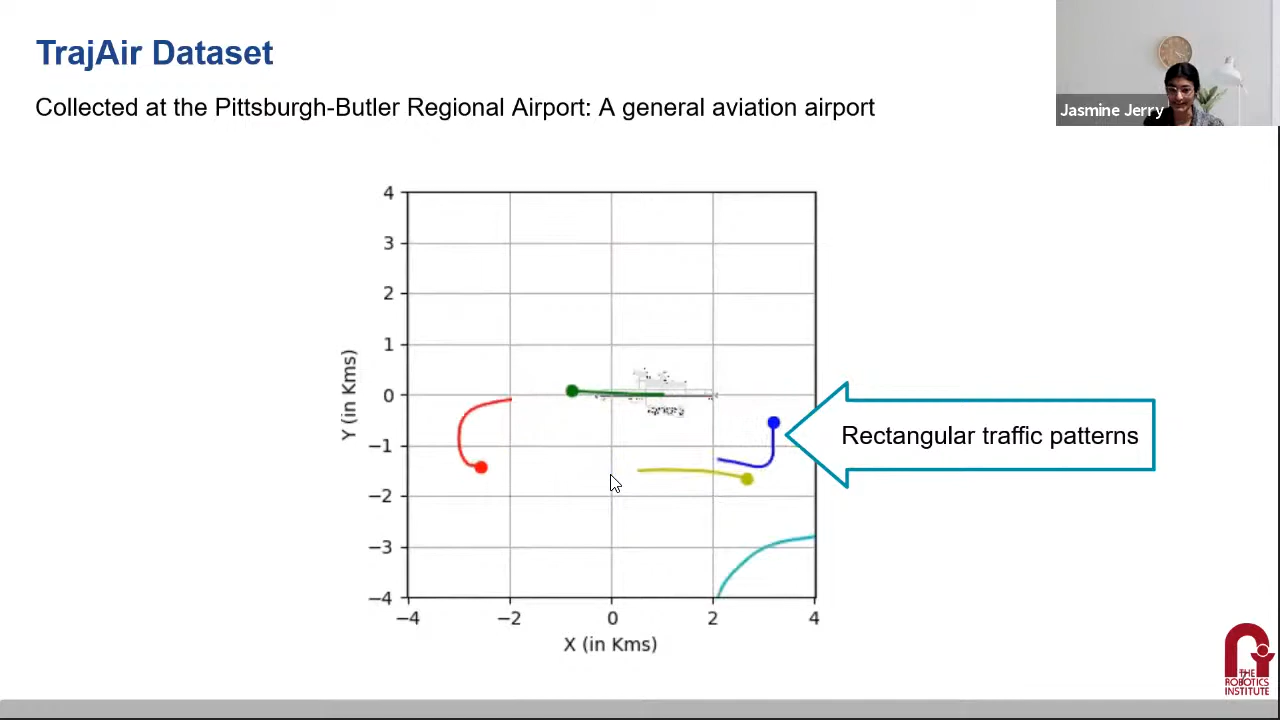 TrajAir Dataset
Collected at the Pittsburgh-Butler Regional Airport: A general aviation airport
Jasmine Jerry
4
3
2
1
0
−1
−2
−3
−4
Y (in Kms)
−4
−2
0
2
4
X (in Kms)
Rectangular traffic patterns
THE
ROBOTICS
INSTITUTE